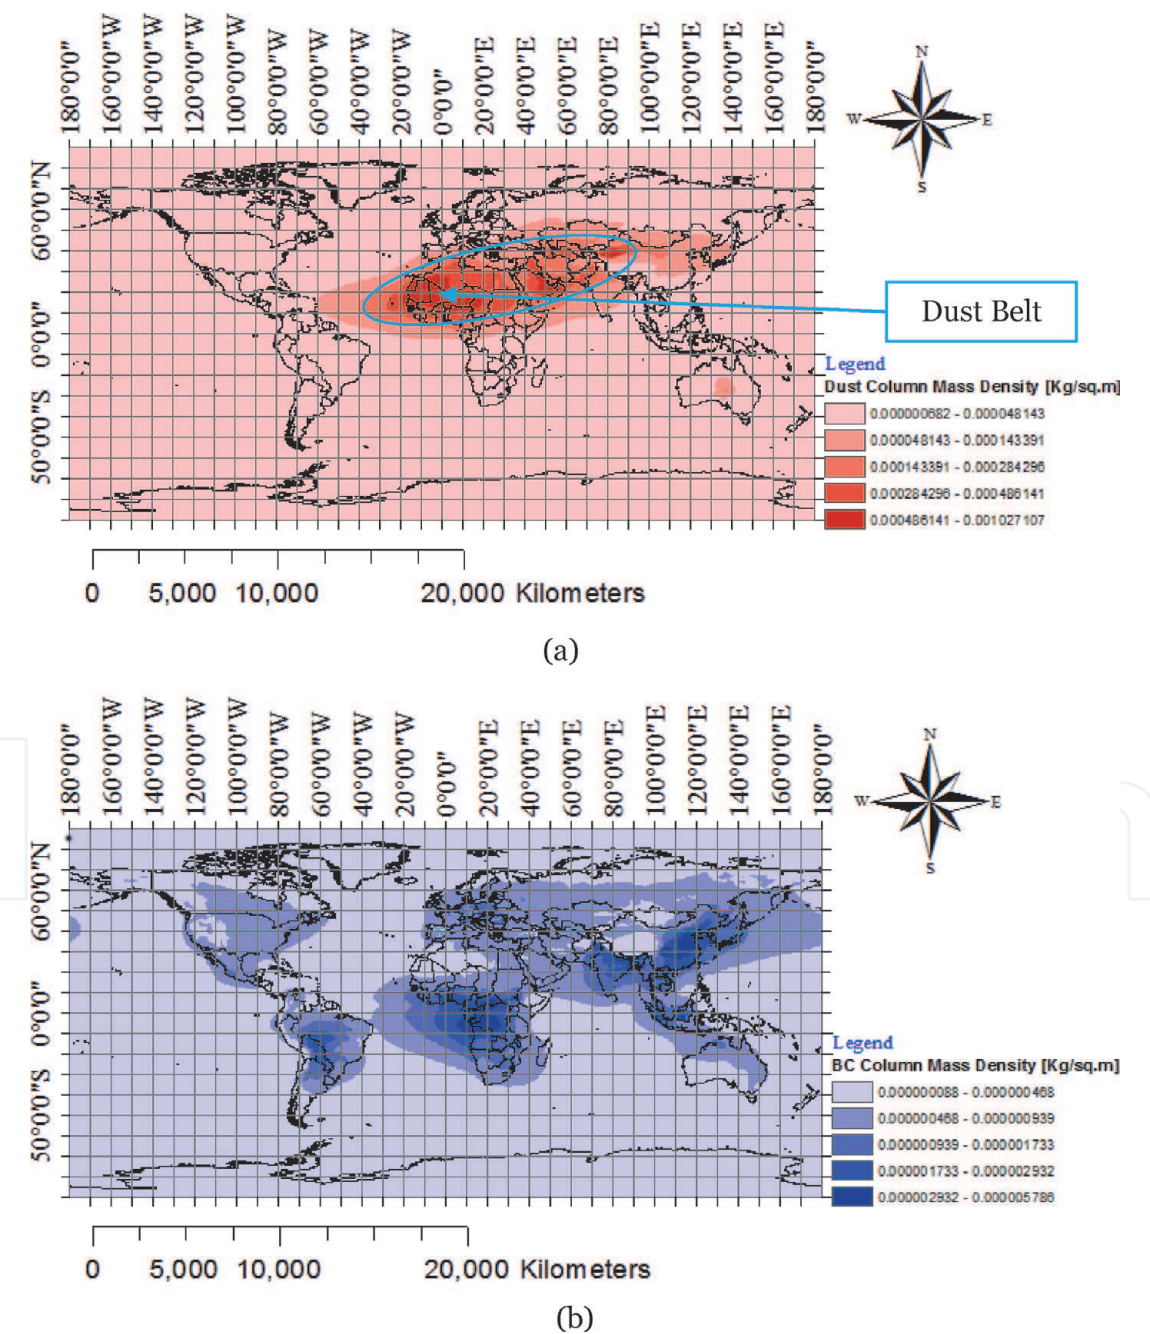 180°0'0" 160°0'0"W 140°0'0"W 120°0'0"W 100°0'0"W 80°0'0"W 60°0'0"W 40°0'0"W 20°0'0"W 0°0'0" 20°0'0"E 40°0'0"E 60°0'0"E 80°0'0"E 100°0'0"E 120°0'0"E 140°0'0"E 160°0'0"E 180°0'0"
N
W E
S
60°0'0"N
0°0'0"
50°0'0"S
Dust Belt
Legend
Dust Column Mass Density [Kg/sq.m]
0.000000682 - 0.000048143
0.000048143 - 0.000143391
0.000143391 - 0.000284296
0.000284296 - 0.000486141
0.000486141 - 0.001027107
0 5,000 10,000 20,000 Kilometers
(a)
180°0'0" 160°0'0"W 140°0'0"W 120°0'0"W 100°0'0"W 80°0'0"W 60°0'0"W 40°0'0"W 20°0'0"W 0°0'0" 20°0'0"E 40°0'0"E 60°0'0"E 80°0'0"E 100°0'0"E 120°0'0"E 140°0'0"E 160°0'0"E 180°0'0"
N
W E
S
60°0'0"N
0°0'0"
50°0'0"S
Legend
BC Column Mass Density [Kg/sq.m]
0.000000088 - 0.000000468
0.000000468 - 0.000000939
0.000000939 - 0.000001733
0.000001733 - 0.000002932
0.000002932 - 0.000005786
0 5,000 10,000 20,000 Kilometers
(b)